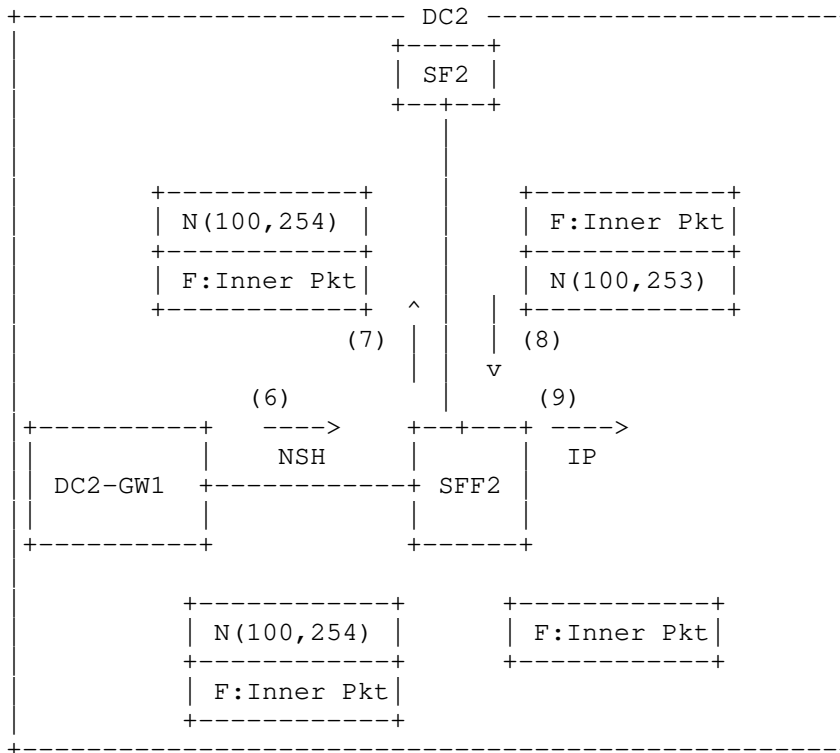 DC2
SF2
N(100,254) F:Inner Pkt
F:Inner Pkt N(100,253)
(7) (8)
(6) (9)
NSH IP
DC2-GW1 SFF2
N(100,254) F:Inner Pkt
F:Inner Pkt